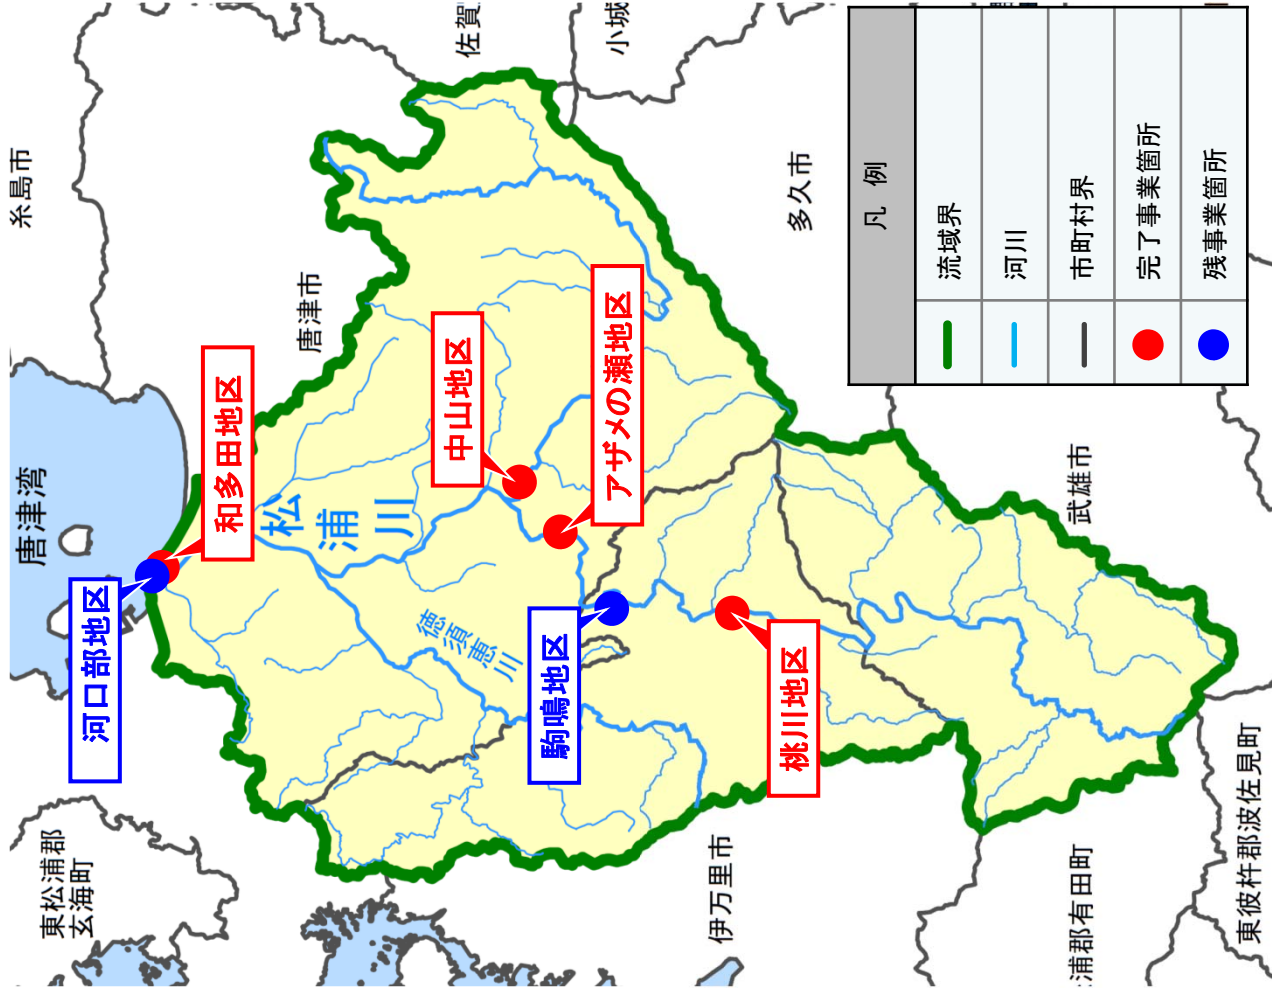 東松浦郡
玄海町
唐津湾
糸島市
河口部地区
和多田地区
唐津市
佐賀
小城
松
浦
川
中山地区
アザメの瀬地区
徳須恵川
駒鳴地区
桃川地区
多久市
武雄市
伊万里市
浦郡有田町
東彼杵郡波佐見町
凡 例
流域界
河川
市町村界
完了事業箇所
残事業箇所